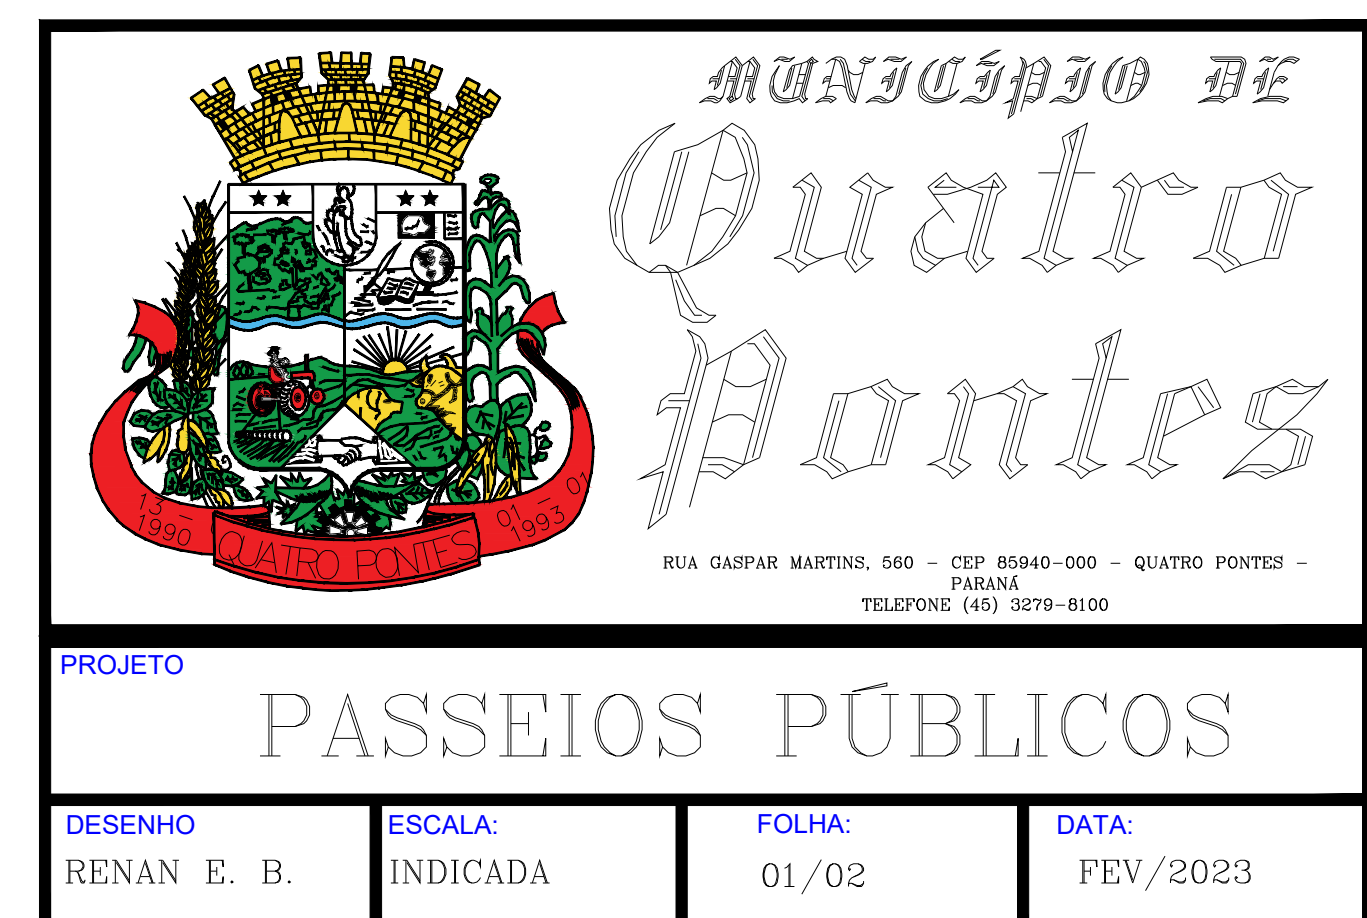 MUNICÍPIO DE
Quatro
Pontes
13 –
1990
QUATRO PONTES
01 – 01
1993
RUA GASPAR MARTINS, 560 – CEP 85940–000 – QUATRO PONTES –
PARANÁ
TELEFONE (45) 3279–8100
PROJETO
PASSEIOS PÚBLICOS
DESENHO
RENAN E. B.
ESCALA:
INDICADA
FOLHA:
01/02
DATA:
FEV/2023